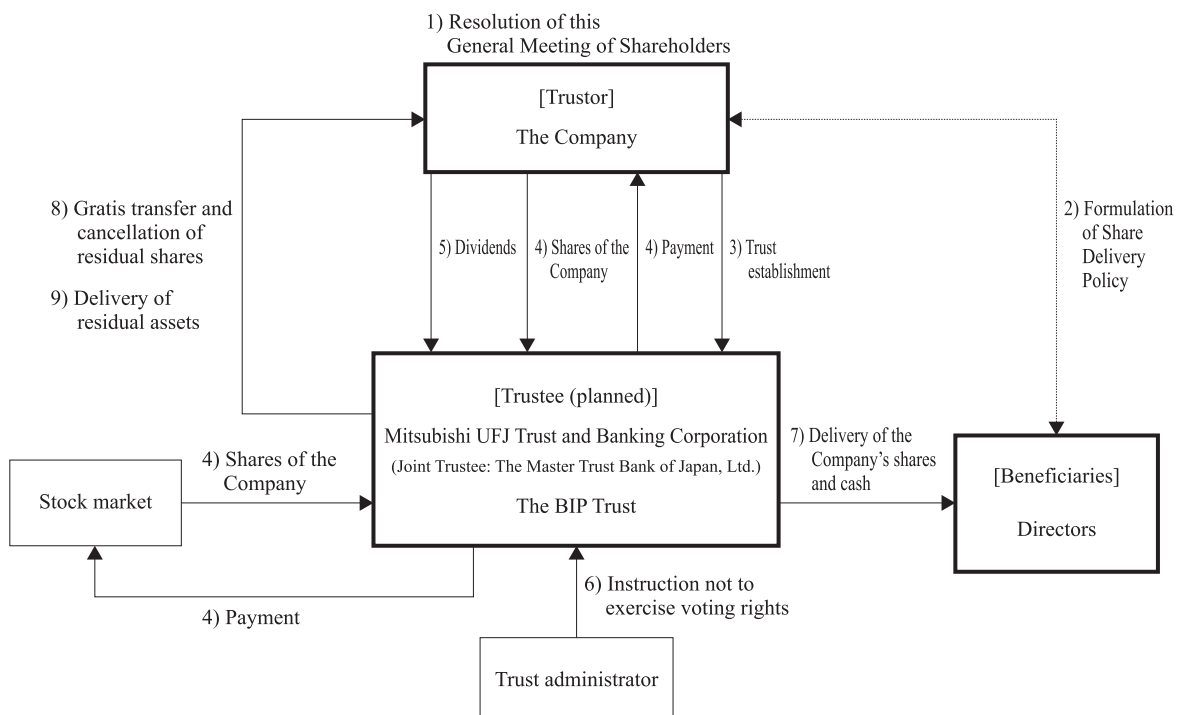 1) Resolution of this
General Meeting of Shareholders
[Trustor]
The Company
8) Gratis transfer and
cancellation of
residual shares
9) Delivery of
residual assets
5) Dividends
4) Shares of the
Company
4) Payment
3) Trust
establishment
2) Formulation
of Share
Delivery
Policy
[Trustee (planned)]
Mitsubishi UFJ Trust and Banking Corporation
(Joint Trustee: The Master Trust Bank of Japan, Ltd.)
The BIP Trust
4) Shares of the
Company
Stock market
7) Delivery of the
Company's shares
and cash
[Beneficiaries]
Directors
4) Payment
6) Instruction not to
exercise voting rights
Trust administrator